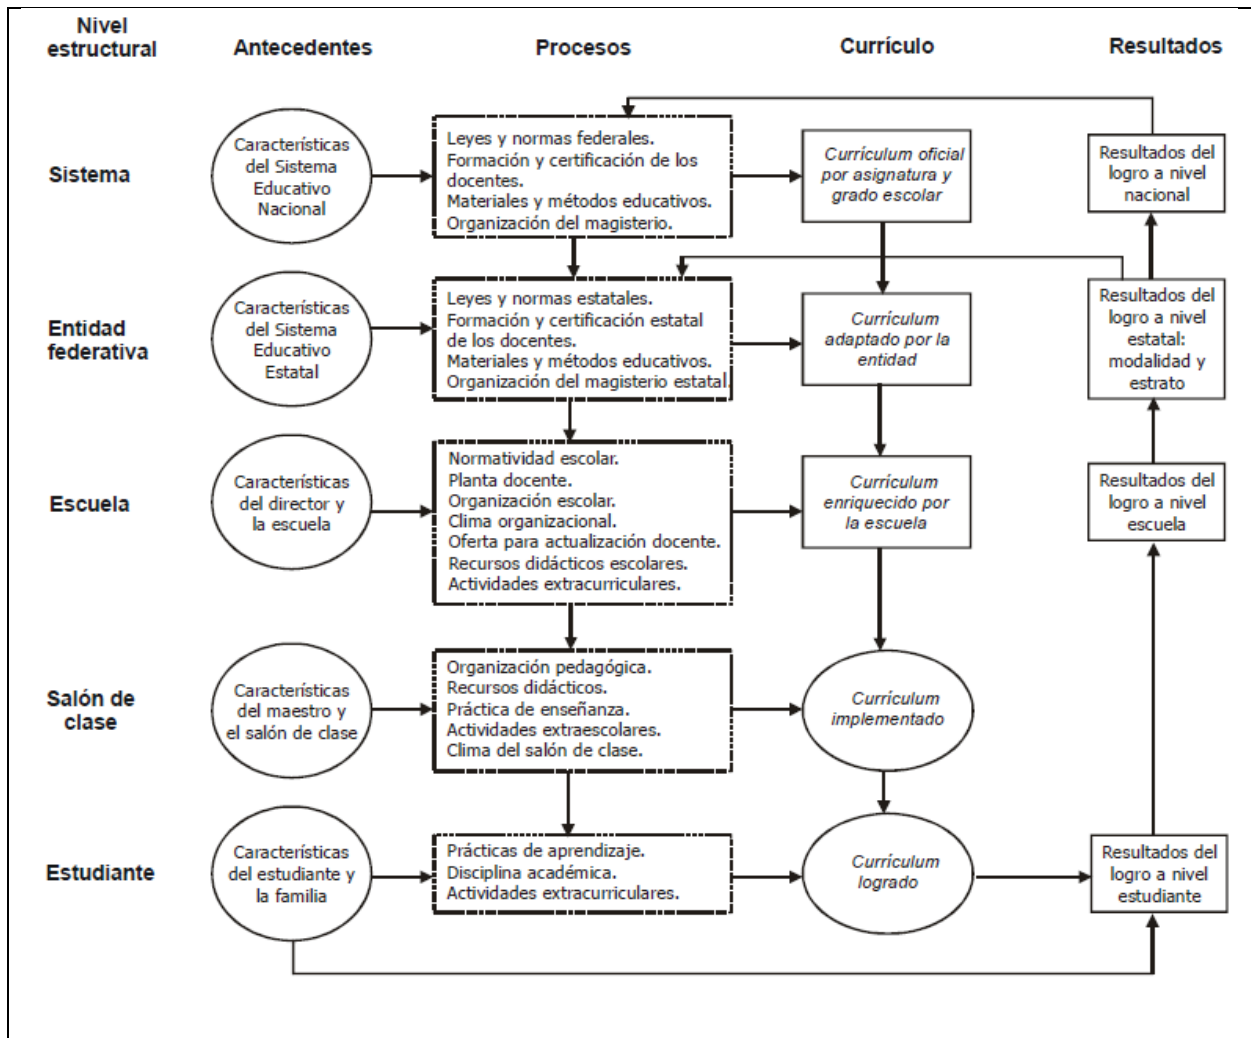 Nivel
estructural
Antecedentes
Procesos
Currículo
Resultados
Sistema
Características
del Sistema
Educativo
Nacional
Leyes y normas federales.
Formación y certificación de los
docentes.
Materiales y métodos educativos.
Organización del magisterio.
Currículum oficial
por asignatura y
grado escolar
Resultados del
logro a nivel
nacional
Entidad
federativa
Características
del Sistema
Educativo
Estatal
Leyes y normas estatales.
Formación y certificación estatal
de los docentes.
Materiales y métodos educativos.
Organización del magisterio estatal.
Currículum
adaptado por la
entidad
Resultados del
logro a nivel
estatal:
modalidad y
estrato
Escuela
Características
del director y
la escuela
Normatividad escolar.
Planta docente.
Organización escolar.
Clima organizacional.
Oferta para actualización docente.
Recursos didácticos escolares.
Actividades extracurriculares.
Currículum
enriquecido por
la escuela
Resultados del
logro a nivel
escuela
Salón de
clase
Características
del maestro y
el salón de clase
Organización pedagógica.
Recursos didácticos.
Práctica de enseñanza.
Actividades extraescolares.
Clima del salón de clase.
Currículum
implementado
Estudiante
Características
del estudiante y
la familia
Prácticas de aprendizaje.
Disciplina académica.
Actividades extracurriculares.
Currículum
logrado
Resultados del
logro a nivel
estudiante